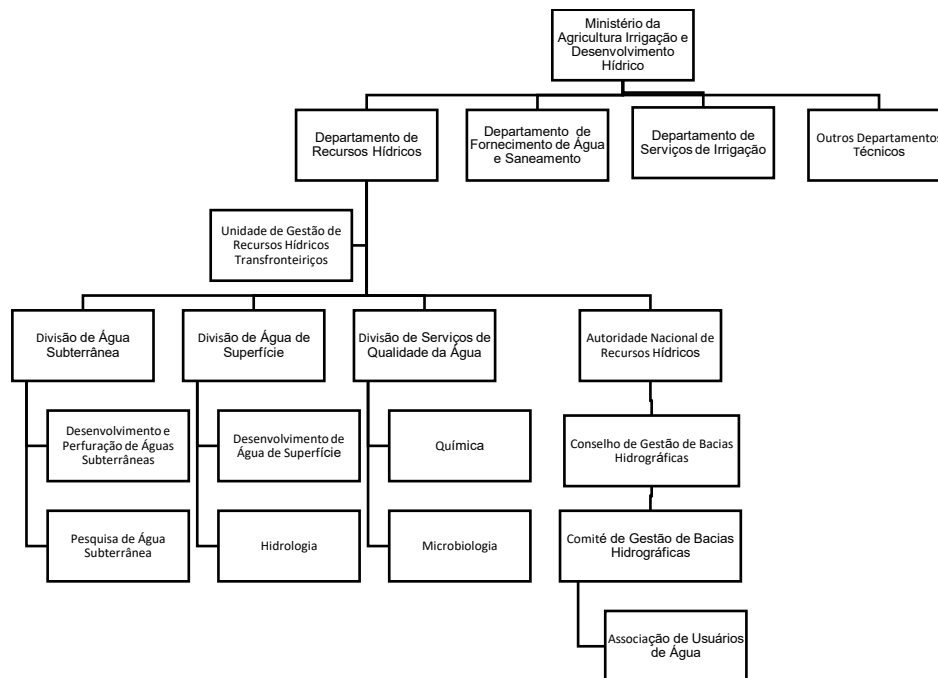 Ministério da
Agricultura Irrigação e
Desenvolvimento
Hídrico
Departamento de
Recursos Hídricos
Departamento de
Fornecimento de Água
e Saneamento
Departamento de
Serviços de Irrigação
Outros Departamentos
Técnicos
Unidade de Gestão de
Recursos Hídricos
Transfronteiriços
Divisão de Água
Subterrânea
Divisão de Água de
Superfície
Divisão de Serviços de
Qualidade da Água
Autoridade Nacional de
Recursos Hídricos
Desenvolvimento e
Perfuração de Águas
Subterrâneas
Desenvolvimento de
Água de Superfície
Química
Conselho de Gestão de Bacias
Hidrográficas
Pesquisa de Água
Subterrânea
Hidrologia
Microbiologia
Comité de Gestão de Bacias
Hidrográficas
Associação de Usuários
de Água